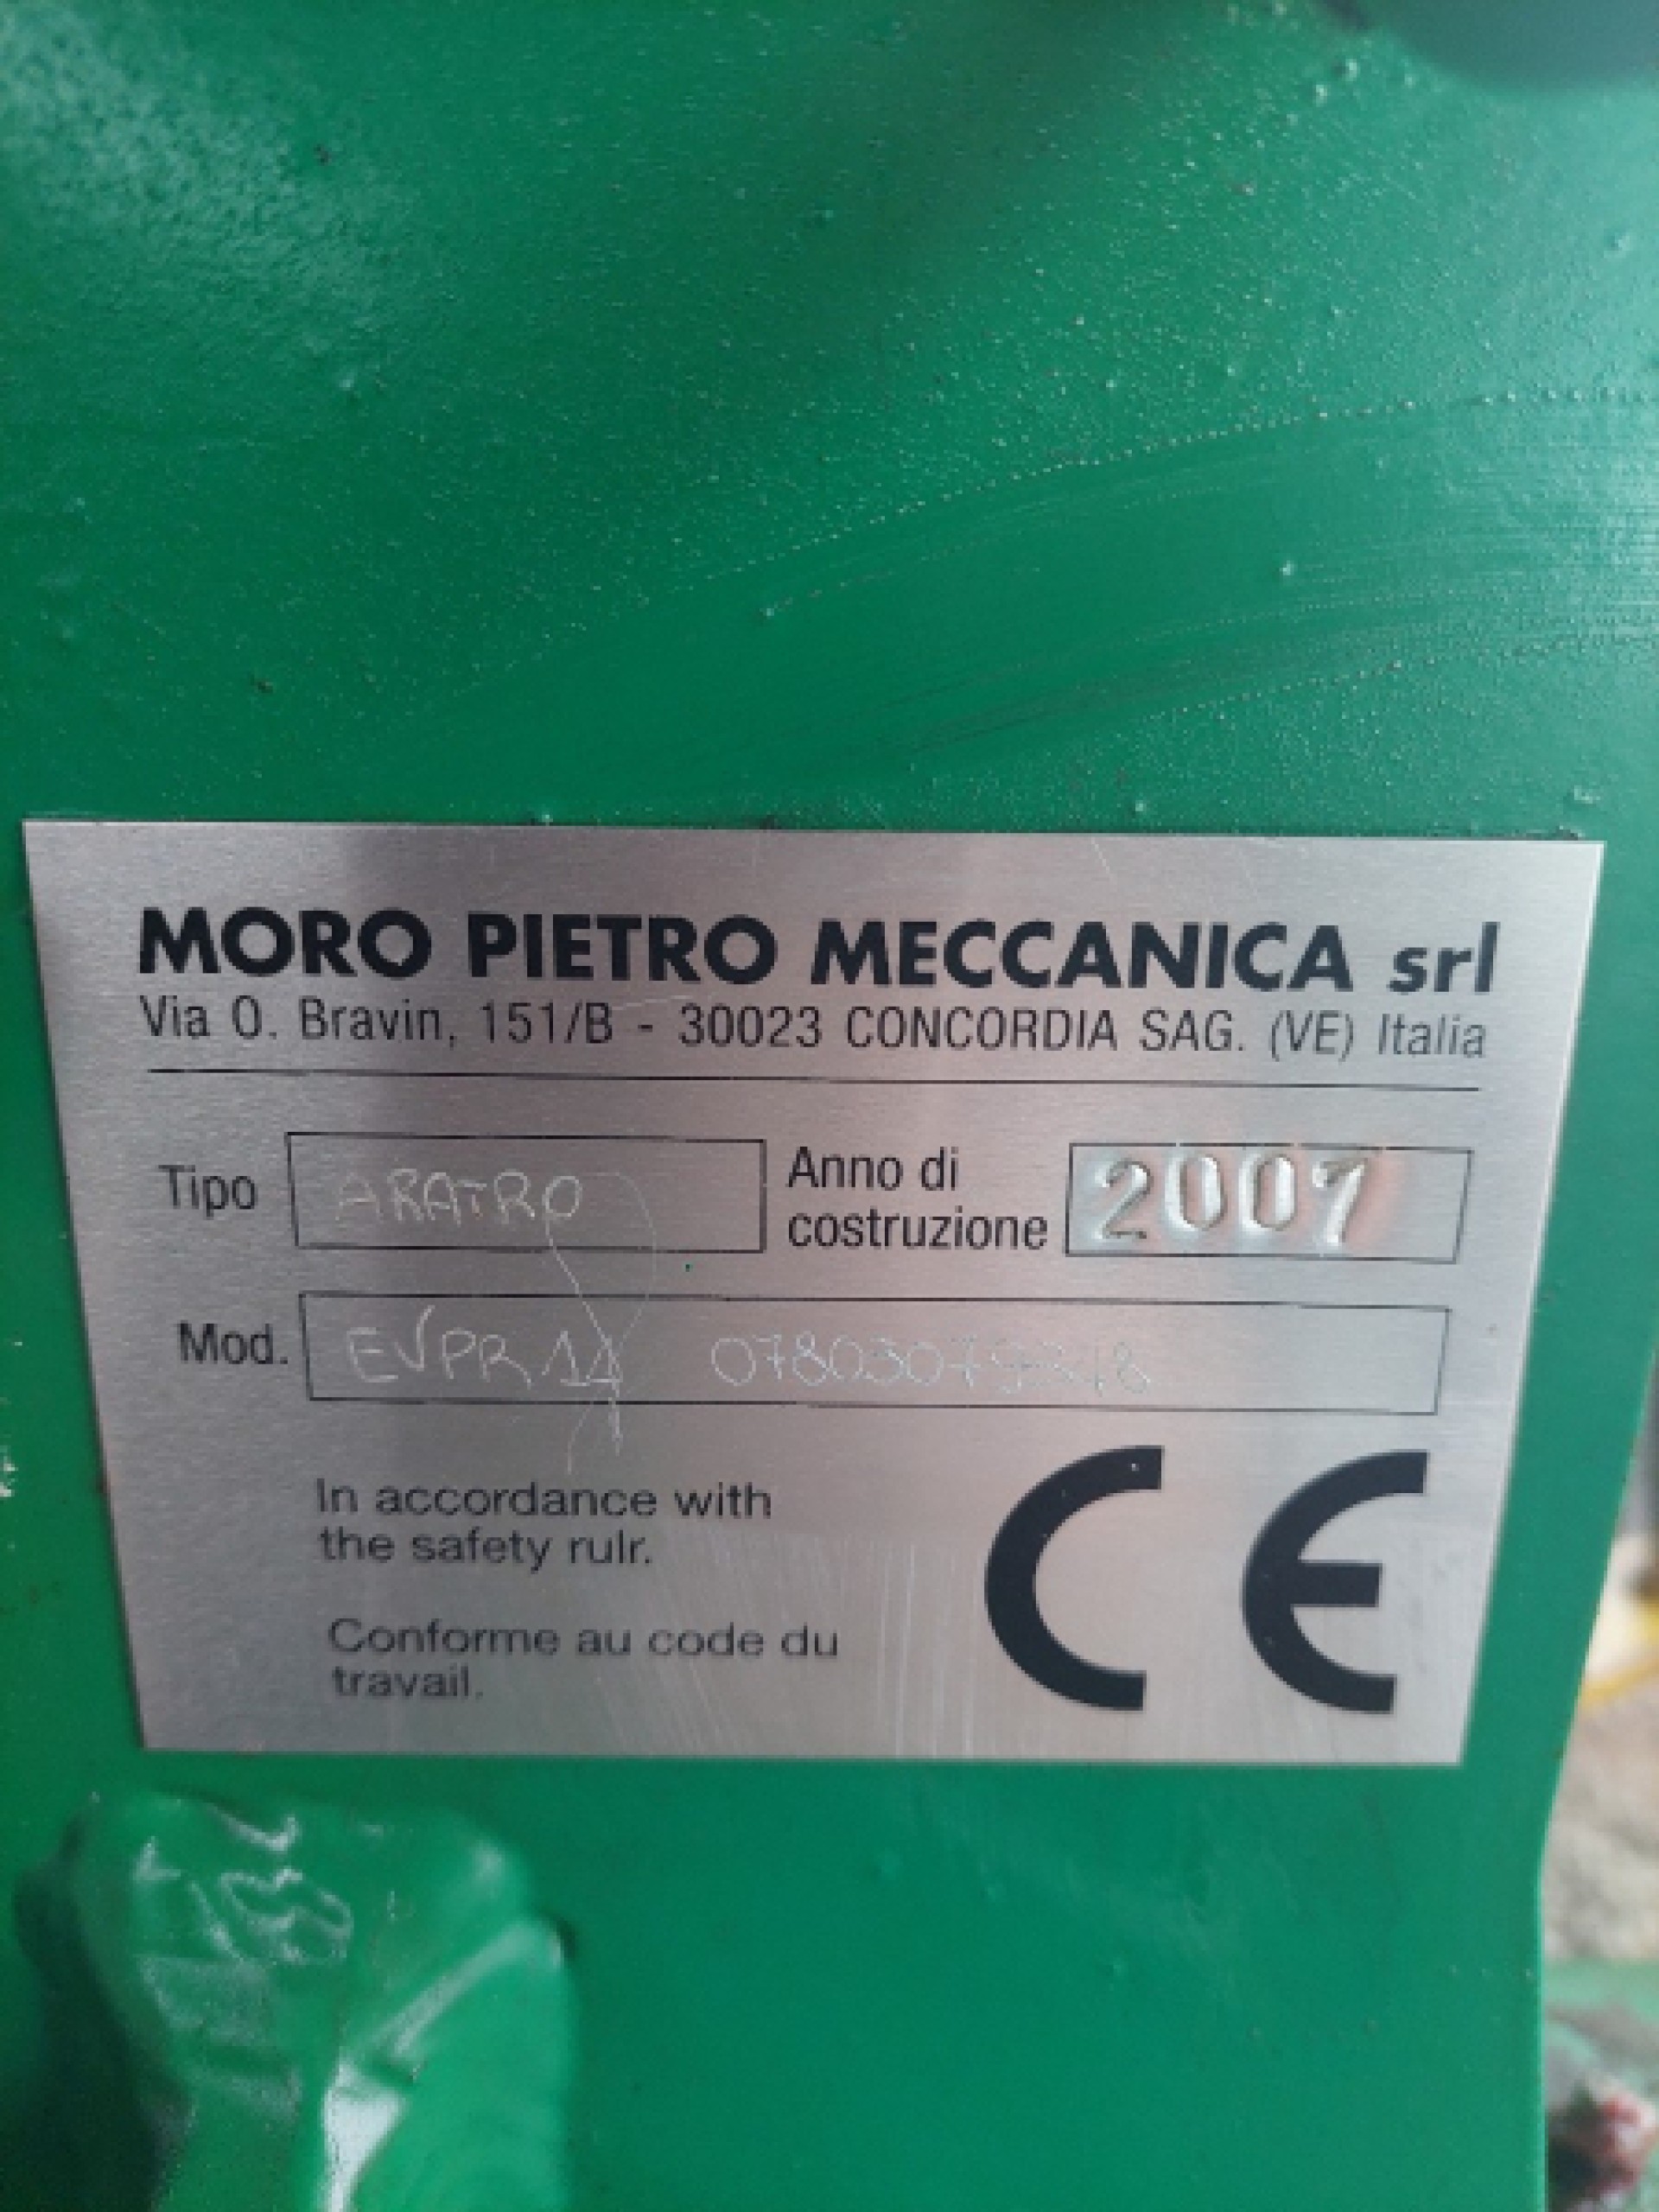 MORO PIETRO MECCANICA srl
Via O. Bravin, 151/B - 30023 CONCORDIA SAG. (VE) Italia
Tipo ARATRO Anno di costruzione 2007
Mod. EVPR 14
In accordance with
the safety rulr.
Conforme au code du
travail.
CE